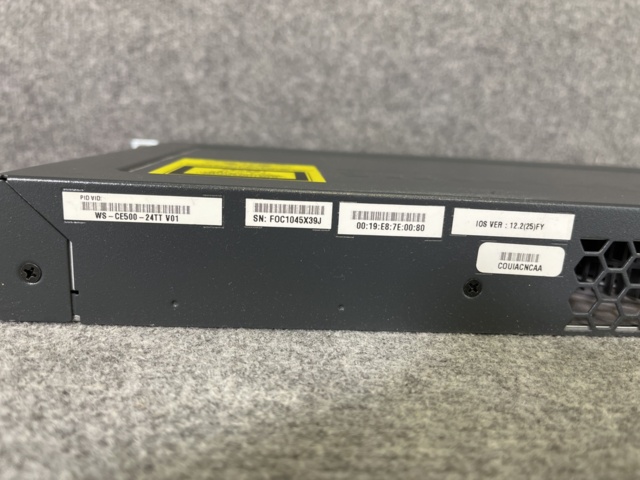 PID VID
WS-CE500-24TT V01
SN: FOC1045X39J
00:19:E8:7E:00:80
IOS VER : 12.2(25)FY
COUIACNCAA